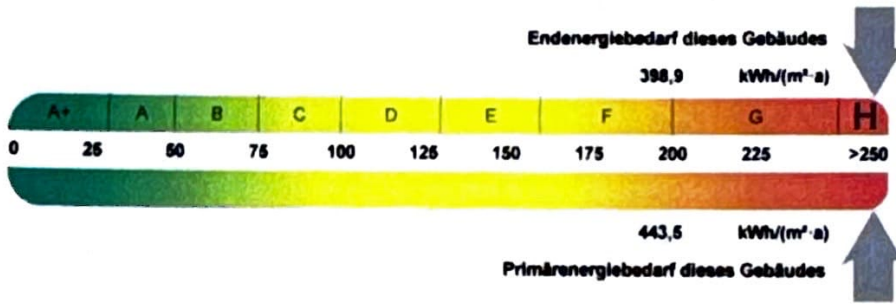 Endenergiebedarf dieses Gebäudes
398,9 kWh/(m²·a)
A+ A B C D E F G H
0 25 50 75 100 125 150 175 200 225 >250
443,5 kWh/(m²·a)
Primärenergiebedarf dieses Gebäudes